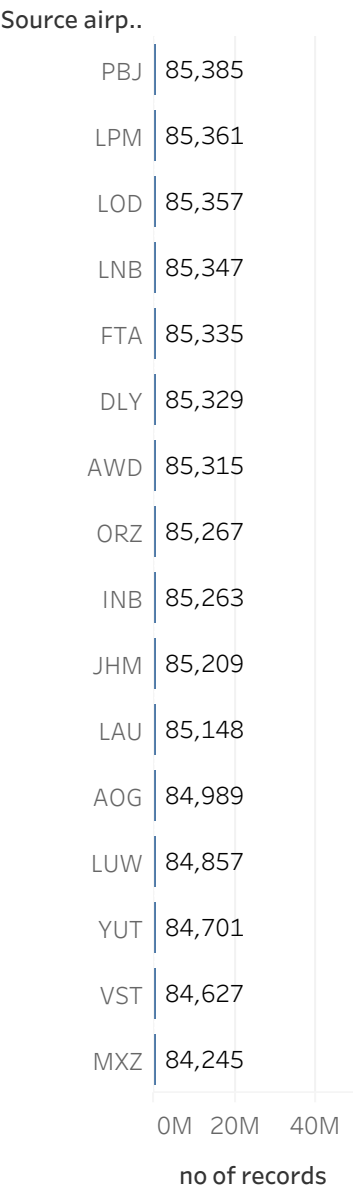 Source airp..
PBJ 85,385
LPM 85,361
LOD 85,357
LNB 85,347
FTA 85,335
DLY 85,329
AWD 85,315
ORZ 85,267
INB 85,263
JHM 85,209
LAU 85,148
AOG 84,989
LUW 84,857
YUT 84,701
VST 84,627
MXZ 84,245
0M 20M 40M
no of records